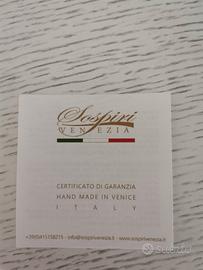 Sospiri
VENEZIA
CERTIFICATO DI GARANZIA
HAND MADE IN VENICE
ITALY
info@sospirivenezia.it - www.sospirivenezia.it